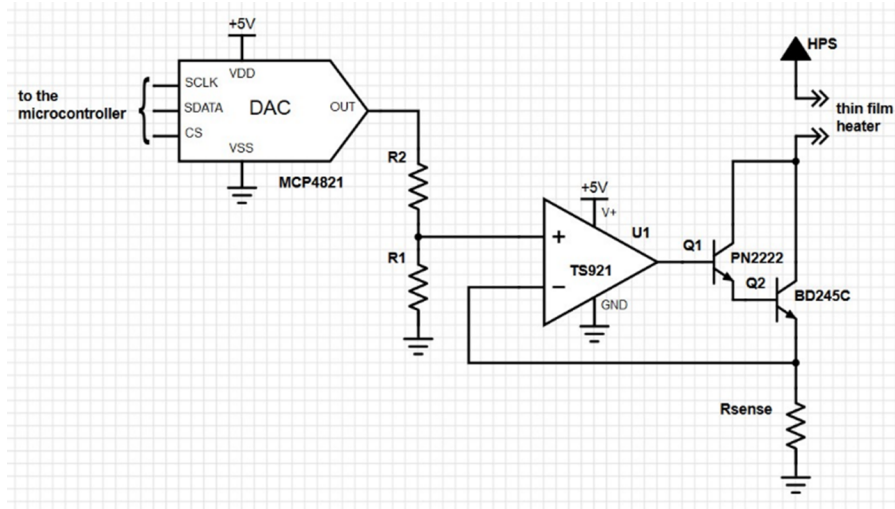 +5V
VDD
SCLK
to the
microcontroller
SDATA
DAC
OUT
CS
VSS
MCP4821
R2
R1
+5V
V+
U1
+
TS921
−
GND
Q1
PN2222
Q2
BD245C
HPS
thin film
heater
Rsense